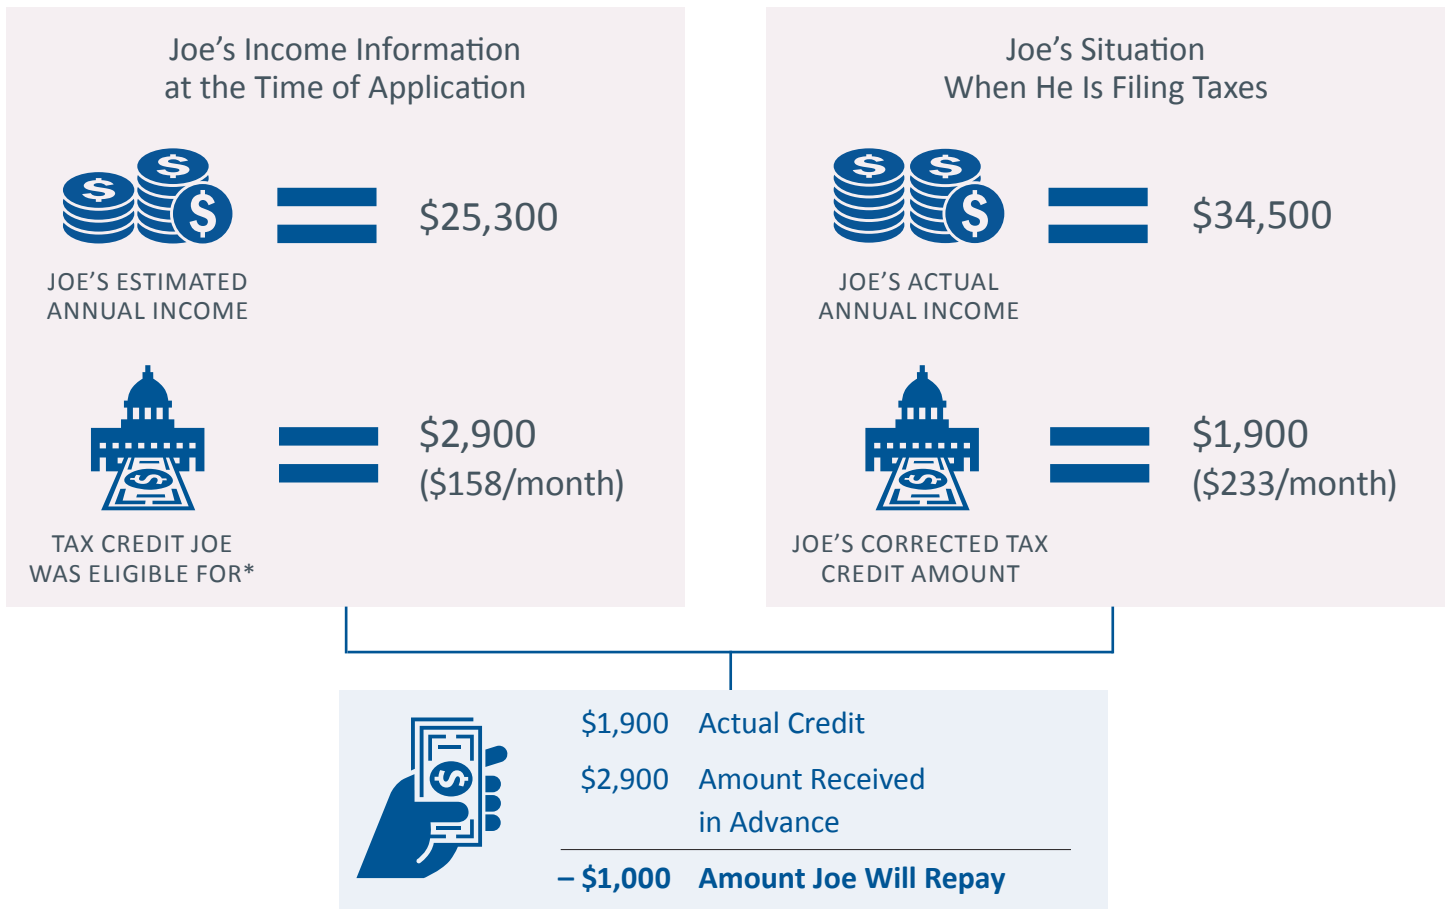 Joe’s Income Information
at the Time of Application
$25,300
JOE’S ESTIMATED
ANNUAL INCOME
$2,900
($158/month)
TAX CREDIT JOE
WAS ELIGIBLE FOR*
Joe’s Situation
When He Is Filing Taxes
$34,500
JOE’S ACTUAL
ANNUAL INCOME
$1,900
($233/month)
JOE’S CORRECTED TAX
CREDIT AMOUNT
$1,900 Actual Credit
$2,900 Amount Received
in Advance
– $1,000 Amount Joe Will Repay